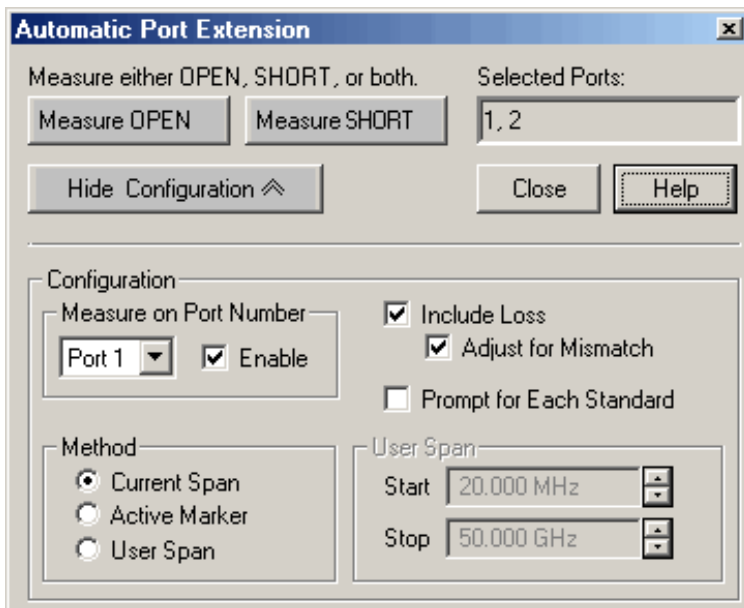 Automatic Port Extension
Measure either OPEN, SHORT, or both.
Selected Ports:
Measure OPEN
Measure SHORT
1, 2
Hide Configuration
Close
Help
Configuration
Measure on Port Number
Port 1
Enable
Include Loss
Adjust for Mismatch
Prompt for Each Standard
Method
Current Span
Active Marker
User Span
User Span
Start 20.000 MHz
Stop 50.000 GHz